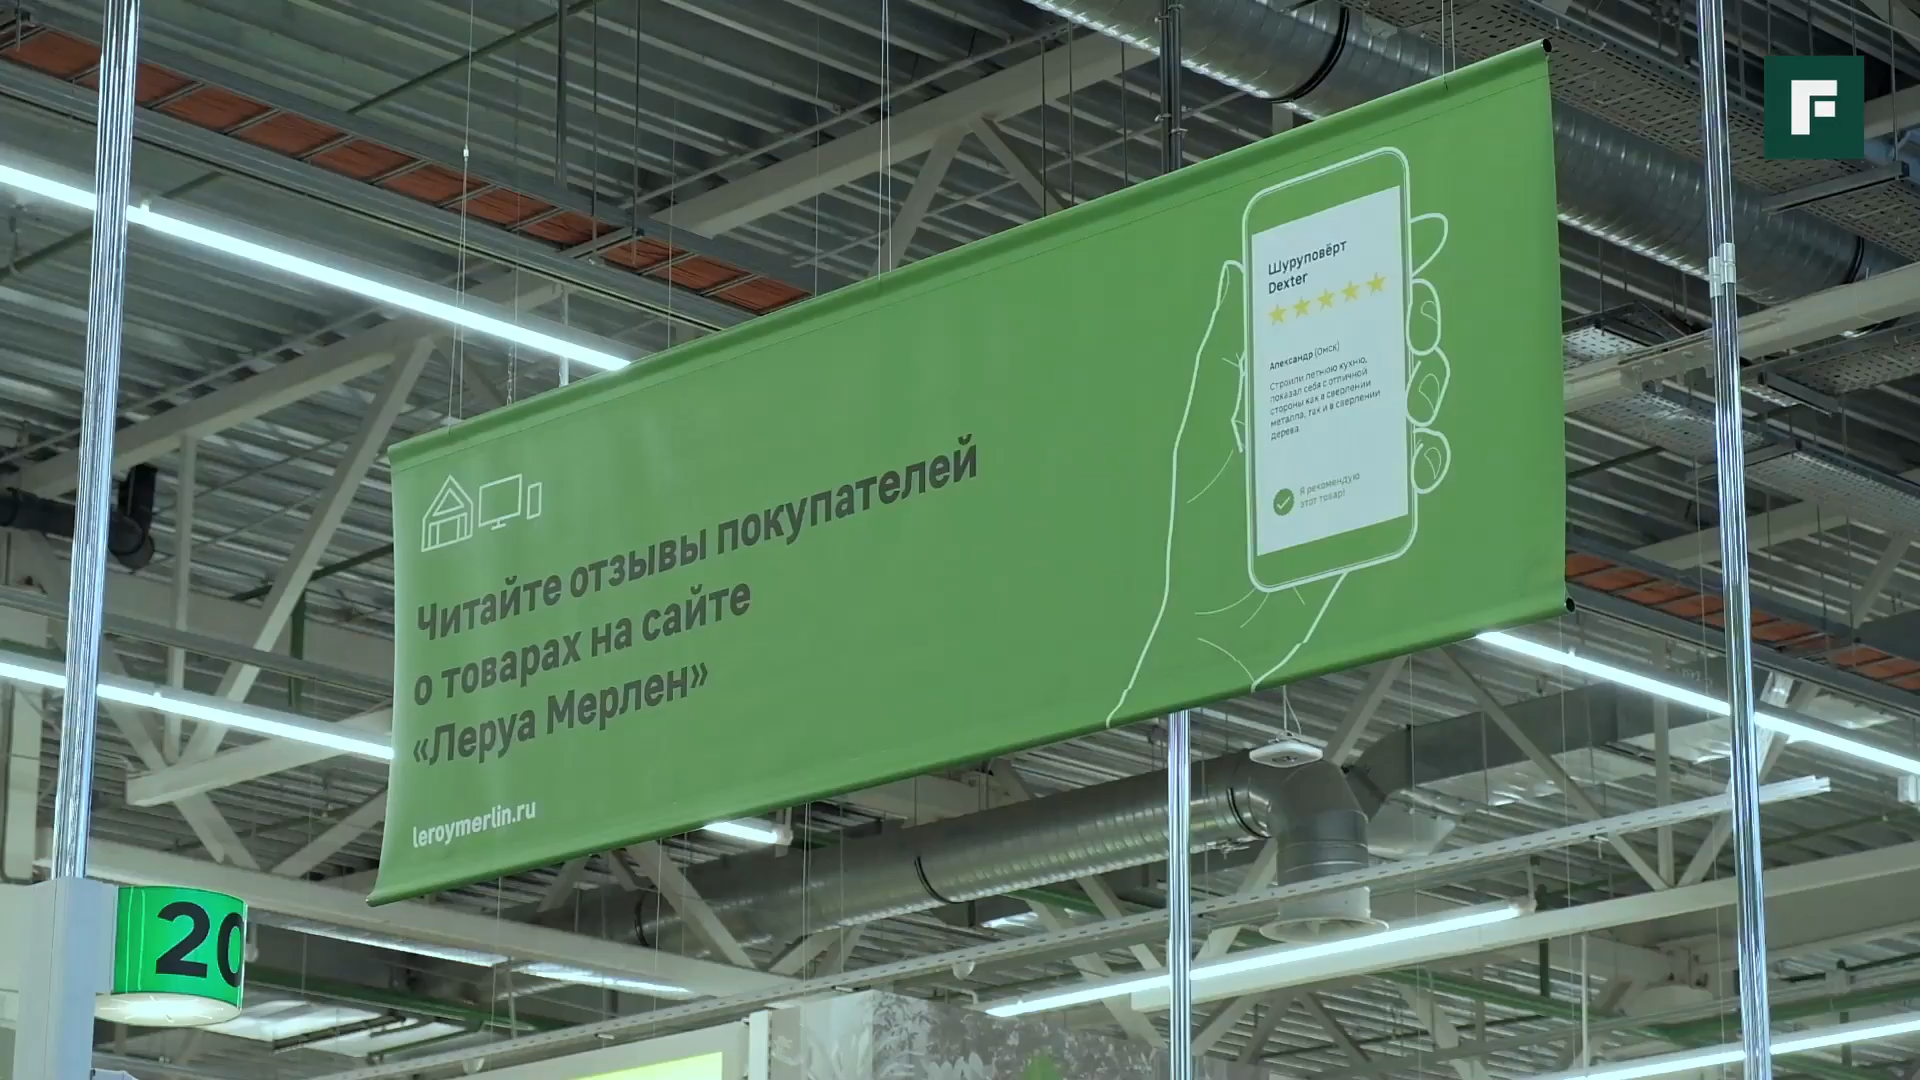 F
Шуруповёрт
Dexter
Александр (Омск)
Строили летнюю кухню,
показал себя с отличной
стороны как в сверлении
металла, так и в сверлении
дерева.
Я рекомендую
этот товар!
Читайте отзывы покупателей
о товарах на сайте
«Леруа Мерлен»
leroymerlin.ru
20